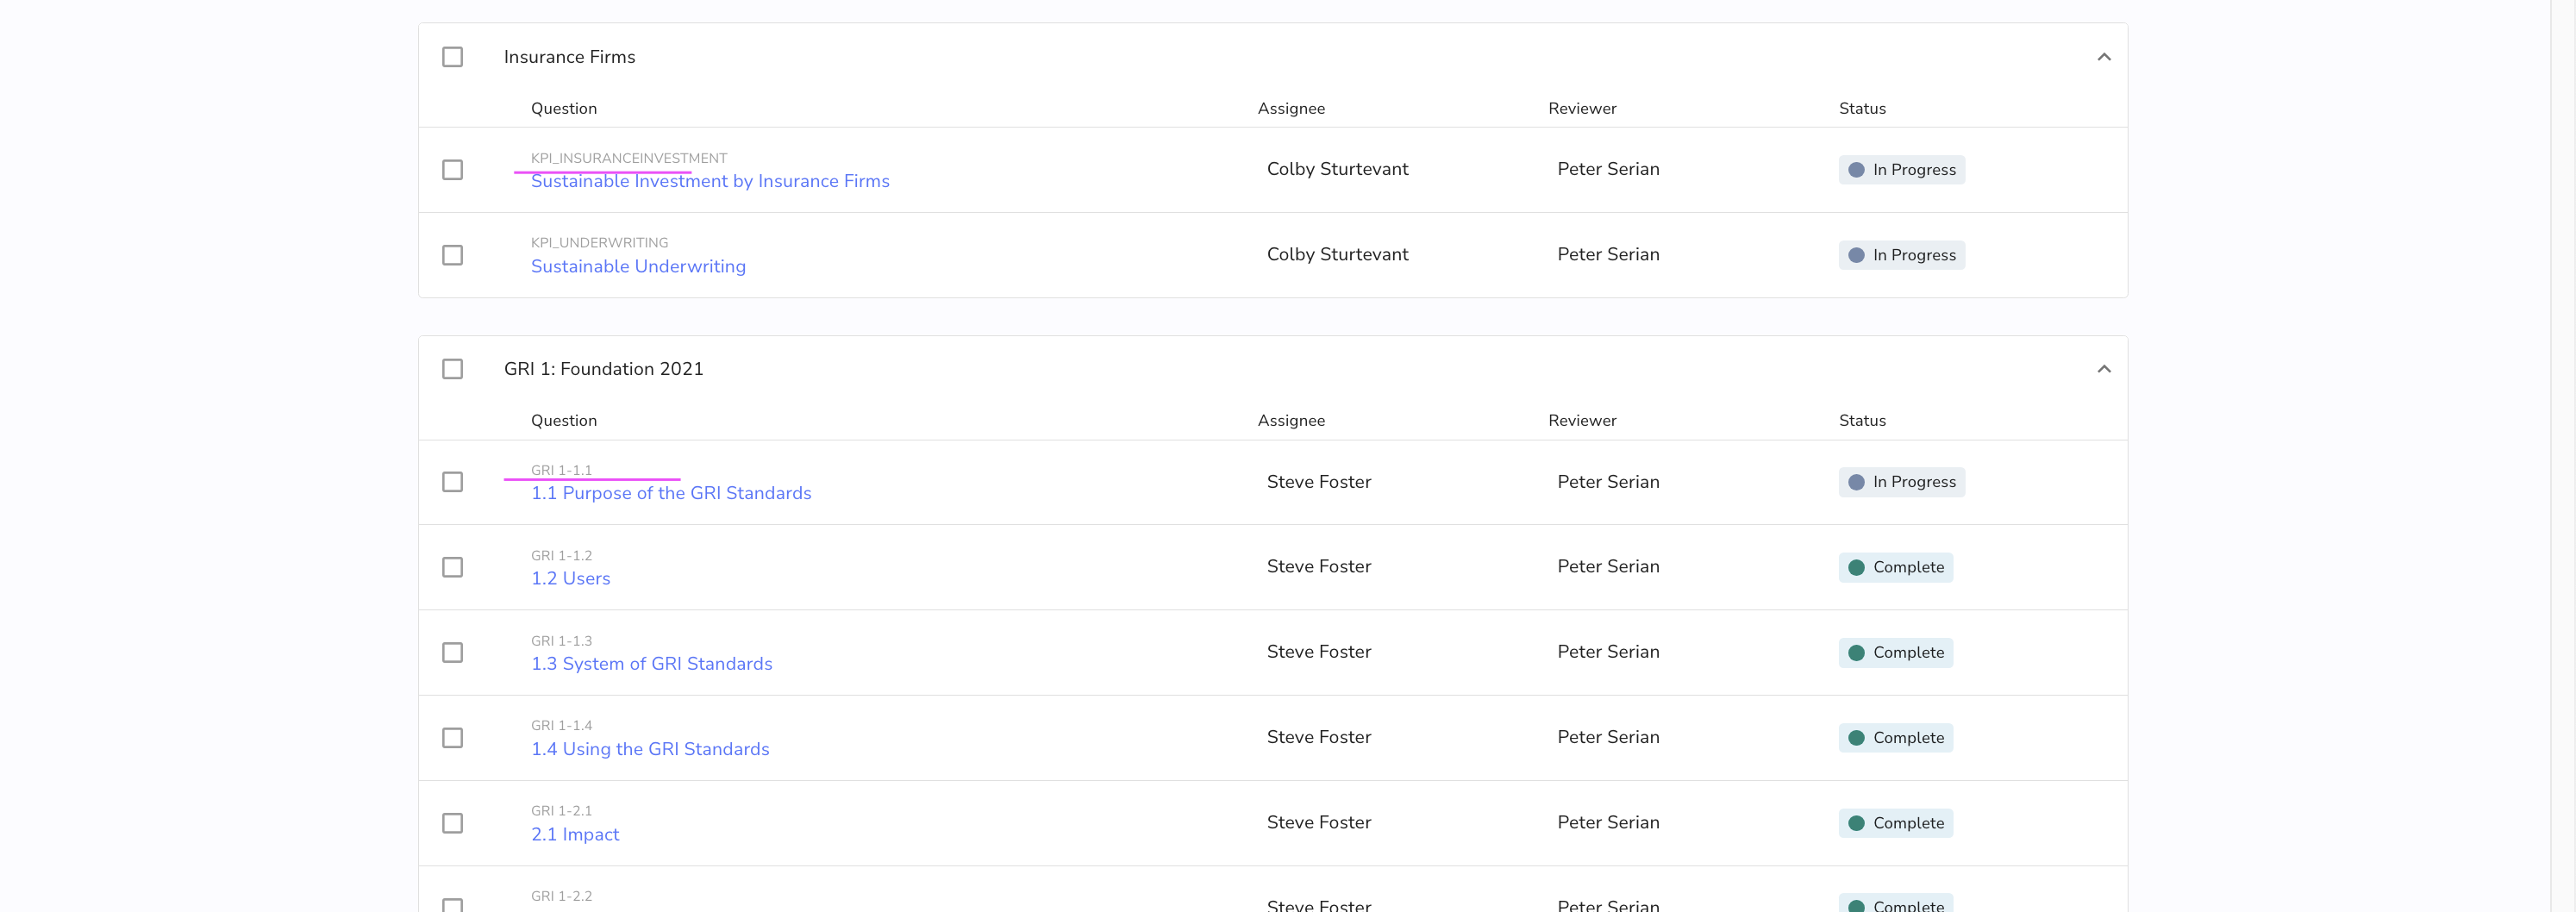 Insurance Firms
Question Assignee Reviewer Status
KPI_INSURANCEINVESTMENT
Sustainable Investment by Insurance Firms Colby Sturtevant Peter Serian In Progress
KPI_UNDERWRITING
Sustainable Underwriting Colby Sturtevant Peter Serian In Progress
GRI 1: Foundation 2021
Question Assignee Reviewer Status
GRI 1-1.1
1.1 Purpose of the GRI Standards Steve Foster Peter Serian In Progress
GRI 1-1.2
1.2 Users Steve Foster Peter Serian Complete
GRI 1-1.3
1.3 System of GRI Standards Steve Foster Peter Serian Complete
GRI 1-1.4
1.4 Using the GRI Standards Steve Foster Peter Serian Complete
GRI 1-2.1
2.1 Impact Steve Foster Peter Serian Complete
GRI 1-2.2
Steve Foster Peter Serian Complete